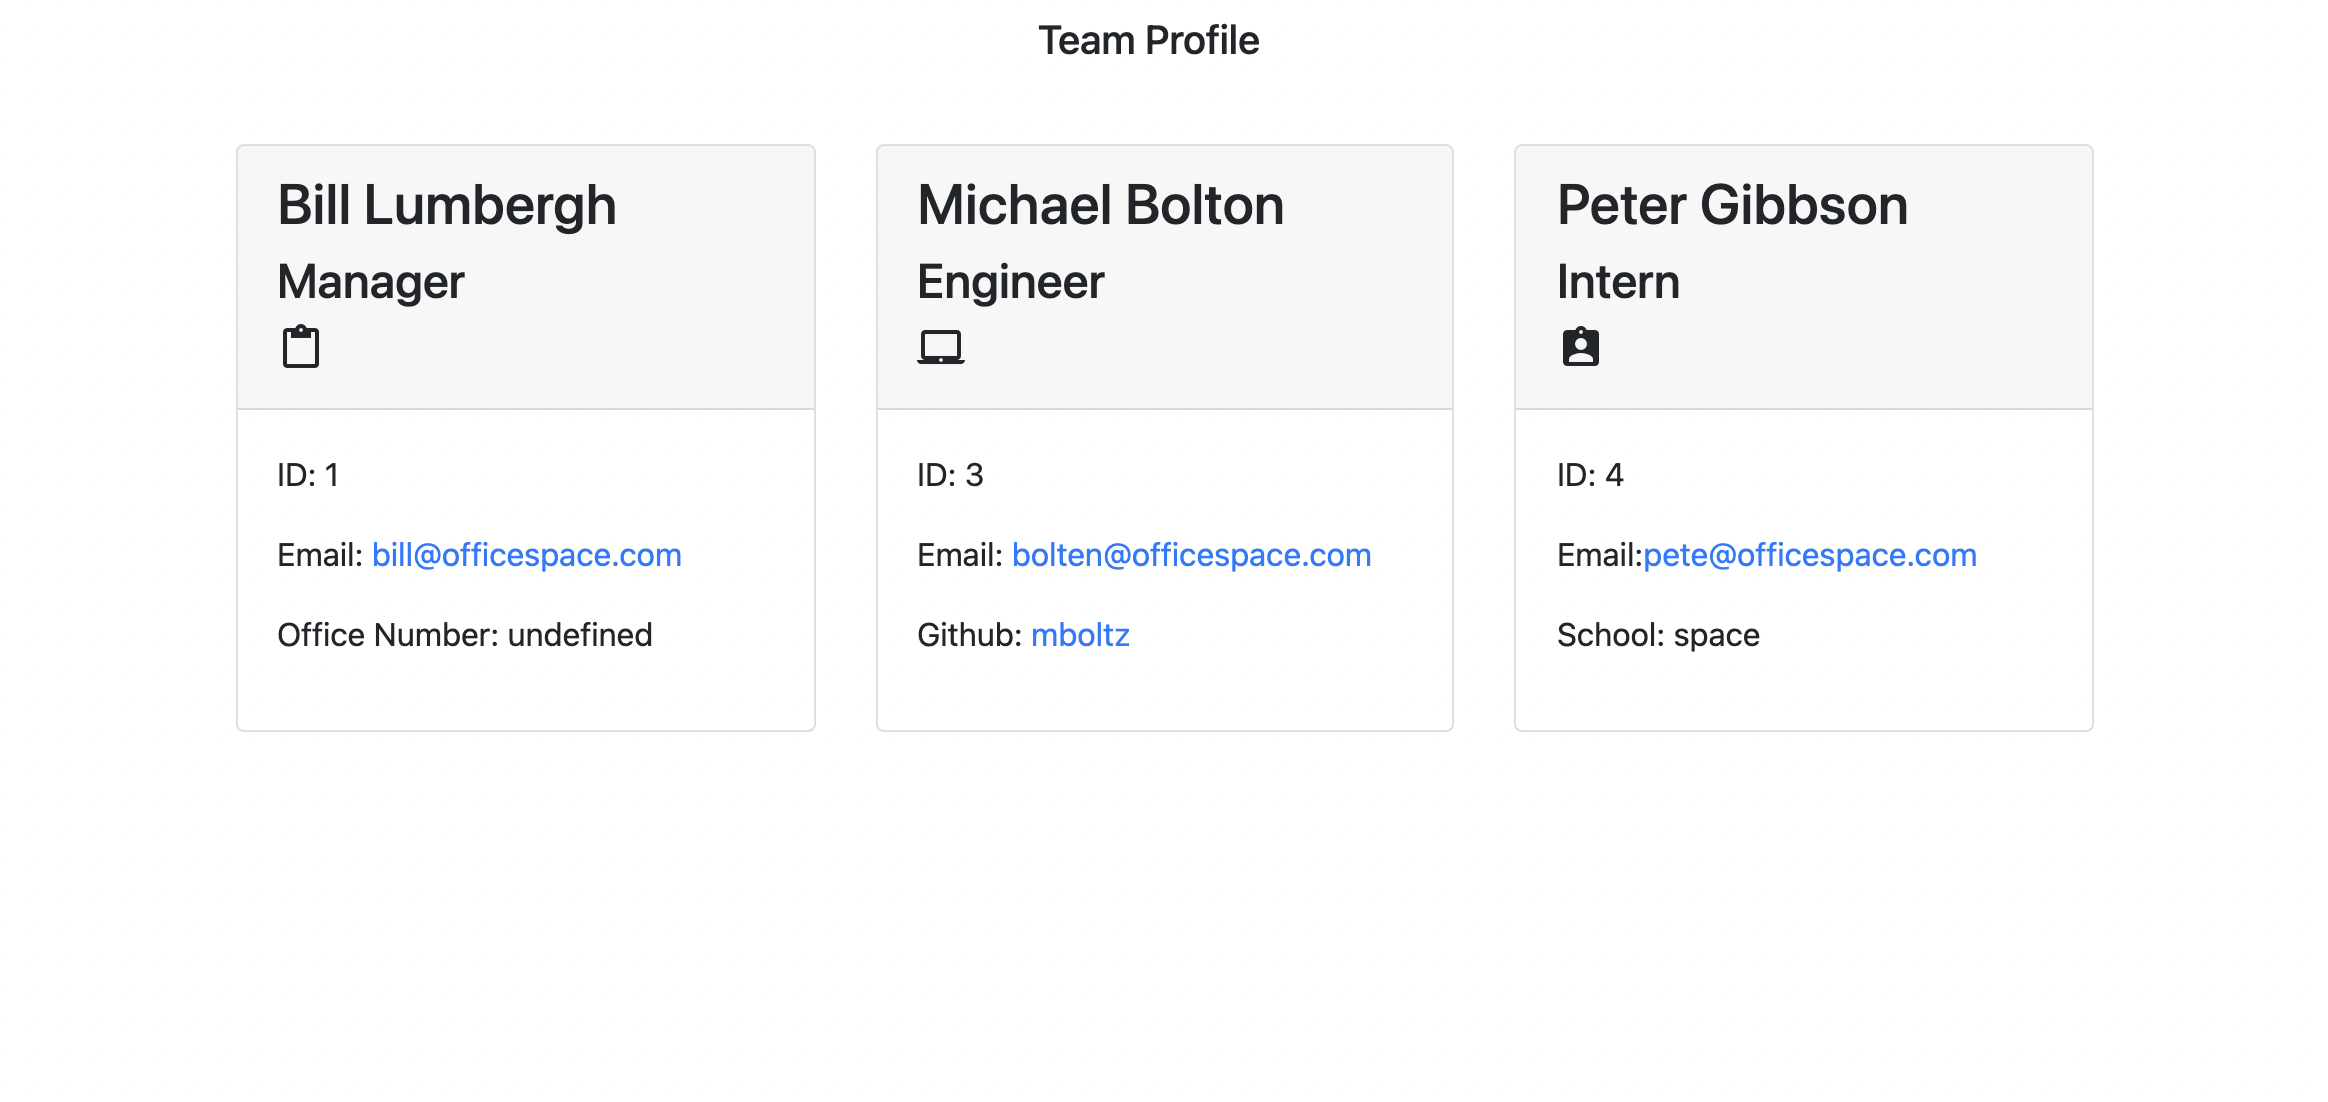 Team Profile
Bill Lumbergh
Manager
ID: 1
Email: bill@officespace.com
Office Number: undefined
Michael Bolton
Engineer
ID: 3
Email: bolten@officespace.com
Github: mboltz
Peter Gibbson
Intern
ID: 4
Email:pete@officespace.com
School: space